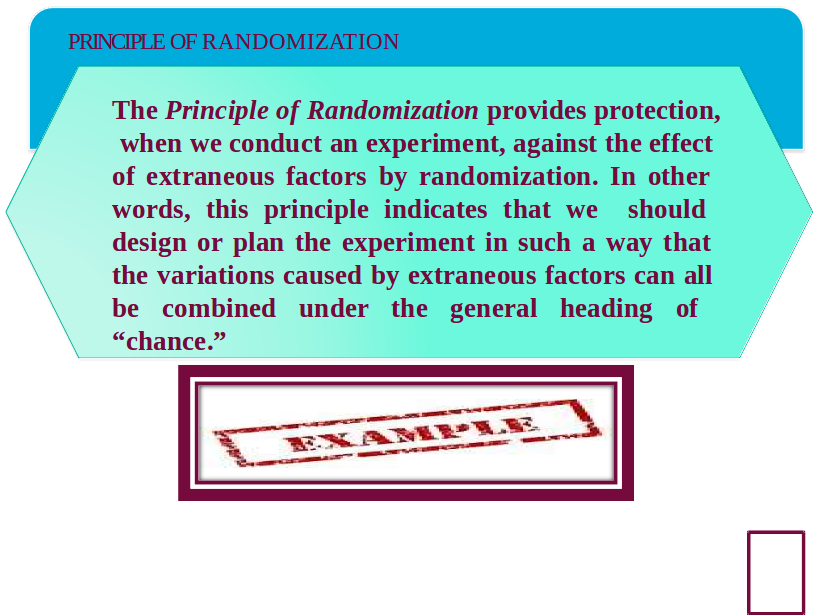 PRINCIPLE OF RANDOMIZATION
The Principle of Randomization provides protection,
when we conduct an experiment, against the effect
of extraneous factors by randomization. In other
words, this principle indicates that we should
design or plan the experiment in such a way that
the variations caused by extraneous factors can all
be combined under the general heading of
“chance.”
EXAMPLE